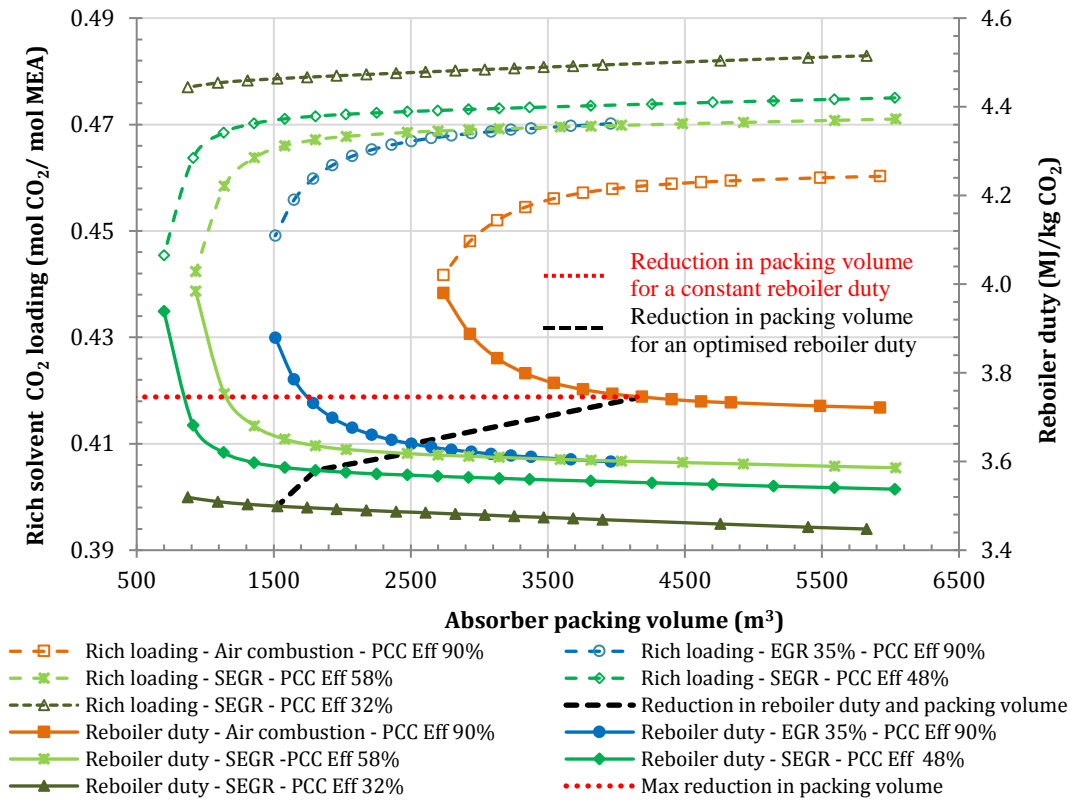 Rich solvent CO2 loading (mol CO2/ mol MEA)
0.49
0.47
0.45
0.43
0.41
0.39
4.6
4.4
4.2
4.0
3.8
3.6
3.4
Reboiler duty (MJ/kg CO2)
Reduction in packing volume
for a constant reboiler duty
Reduction in packing volume
for an optimised reboiler duty
500 1500 2500 3500 4500 5500 6500
Absorber packing volume (m³)
Rich loading - Air combustion - PCC Eff 90%
Rich loading - EGR 35% - PCC Eff 90%
Rich loading - SEGR - PCC Eff 58%
Rich loading - SEGR - PCC Eff 48%
Rich loading - SEGR - PCC Eff 32%
Reduction in reboiler duty and packing volume
Reboiler duty - Air combustion - PCC Eff 90%
Reboiler duty - EGR 35% - PCC Eff 90%
Reboiler duty - SEGR -PCC Eff 58%
Reboiler duty - SEGR - PCC Eff 48%
Reboiler duty - SEGR - PCC Eff 32%
Max reduction in packing volume